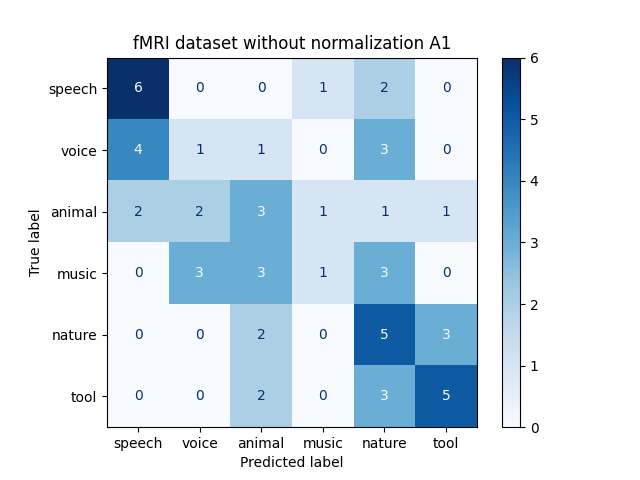 fMRI dataset without normalization A1
speech 6 0 0 1 2 0
voice 4 1 1 0 3 0
animal 2 2 3 1 1 1
music 0 3 3 1 3 0
nature 0 0 2 0 5 3
tool 0 0 2 0 3 5
speech voice animal music nature tool
Predicted label
True label
6
5
4
3
2
1
0